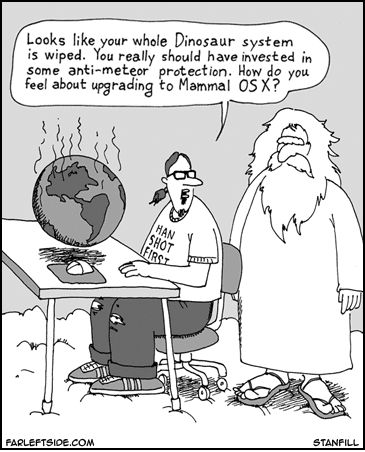 Looks like your whole Dinosaur system
is wiped. You really should have invested in
some anti-meteor protection. How do you
feel about upgrading to Mammal OS X?
HAN
SHOT
FIRST
FARLEFTSIDE.COM
STANFILL